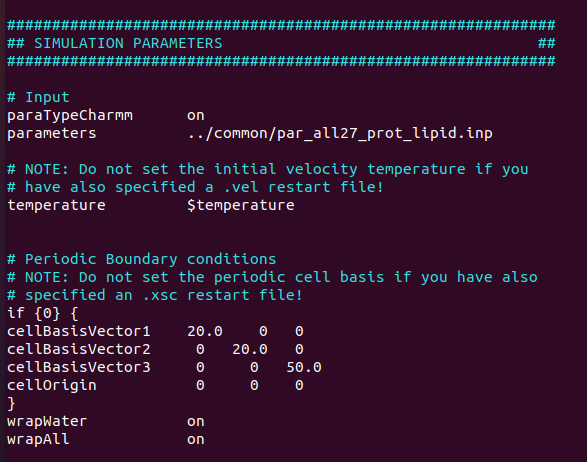 #############################################################
## SIMULATION PARAMETERS                                   ##
#############################################################

# Input
paraTypeCharmm      on
parameters          ../common/par_all27_prot_lipid.inp

# NOTE: Do not set the initial velocity temperature if you
# have also specified a .vel restart file!
temperature         $temperature


# Periodic Boundary conditions
# NOTE: Do not set the periodic cell basis if you have also
# specified an .xsc restart file!
if {0} {
cellBasisVector1    20.0    0   0
cellBasisVector2     0   20.0   0
cellBasisVector3     0     0   50.0
cellOrigin           0     0    0
}
wrapWater           on
wrapAll             on